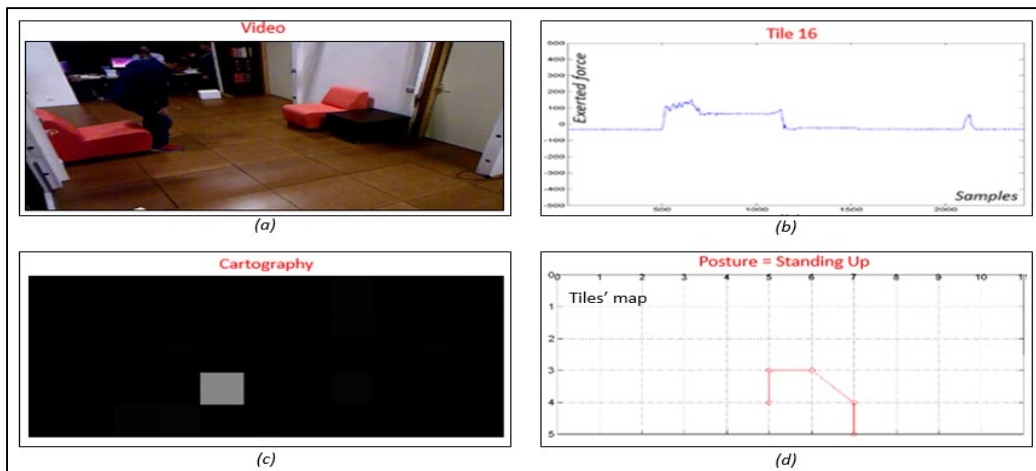 Video
(a)
Tile 16
Exerted force
500
400
300
200
100
0
-100
-200
-300
-400
-500
500
1000
1500
2000
Samples
(b)
Cartography
(c)
Posture = Standing Up
0 1 2 3 4 5 6 7 8 9 10 11
Tiles' map
1
2
3
4
5
(d)